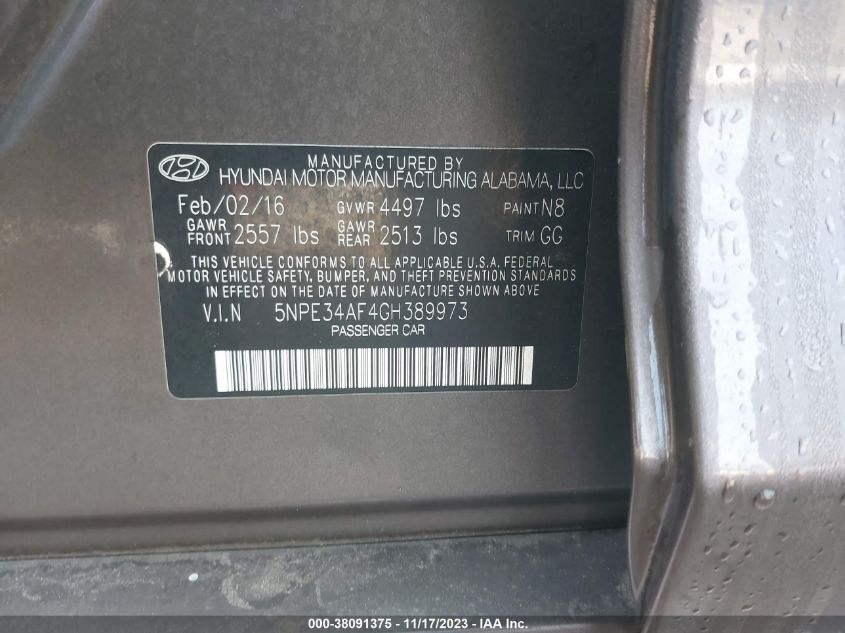 MANUFACTURED BY
HYUNDAI MOTOR MANUFACTURING ALABAMA, LLC
Feb/02/16 GVWR 4497 lbs PAINT N8
GAWR FRONT 2557 lbs GAWR REAR 2513 lbs TRIM GG
THIS VEHICLE CONFORMS TO ALL APPLICABLE U.S.A. FEDERAL
MOTOR VEHICLE SAFETY, BUMPER, AND THEFT PREVENTION STANDARDS
IN EFFECT ON THE DATE OF MANUFACTURE SHOWN ABOVE.
V.I.N 5NPE34AF4GH389973
PASSENGER CAR
000-38091375 - 11/17/2023 - IAA Inc.